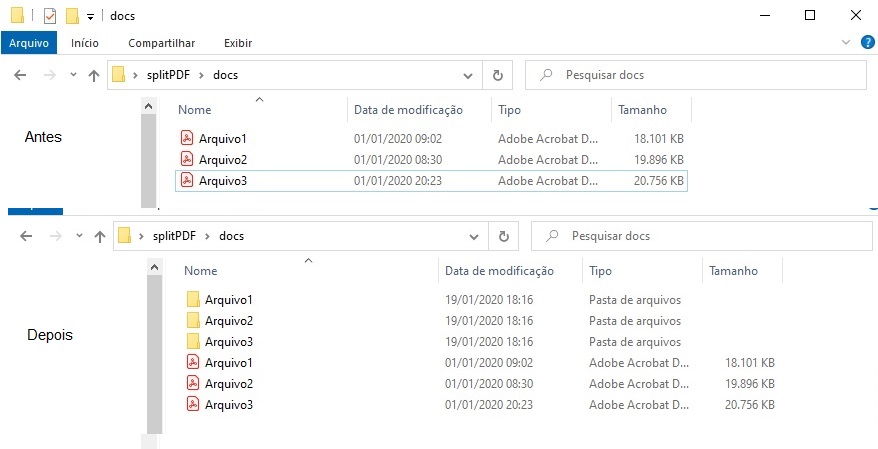 docs
Arquivo Início Compartilhar Exibir
splitPDF docs Pesquisar docs
Nome Data de modificação Tipo Tamanho
Antes
Arquivo1 01/01/2020 09:02 Adobe Acrobat D... 18.101 KB
Arquivo2 01/01/2020 08:30 Adobe Acrobat D... 19.896 KB
Arquivo3 01/01/2020 20:23 Adobe Acrobat D... 20.756 KB
splitPDF docs Pesquisar docs
Nome Data de modificação Tipo Tamanho
Arquivo1 19/01/2020 18:16 Pasta de arquivos
Arquivo2 19/01/2020 18:16 Pasta de arquivos
Depois
Arquivo3 19/01/2020 18:16 Pasta de arquivos
Arquivo1 01/01/2020 09:02 Adobe Acrobat D... 18.101 KB
Arquivo2 01/01/2020 08:30 Adobe Acrobat D... 19.896 KB
Arquivo3 01/01/2020 20:23 Adobe Acrobat D... 20.756 KB